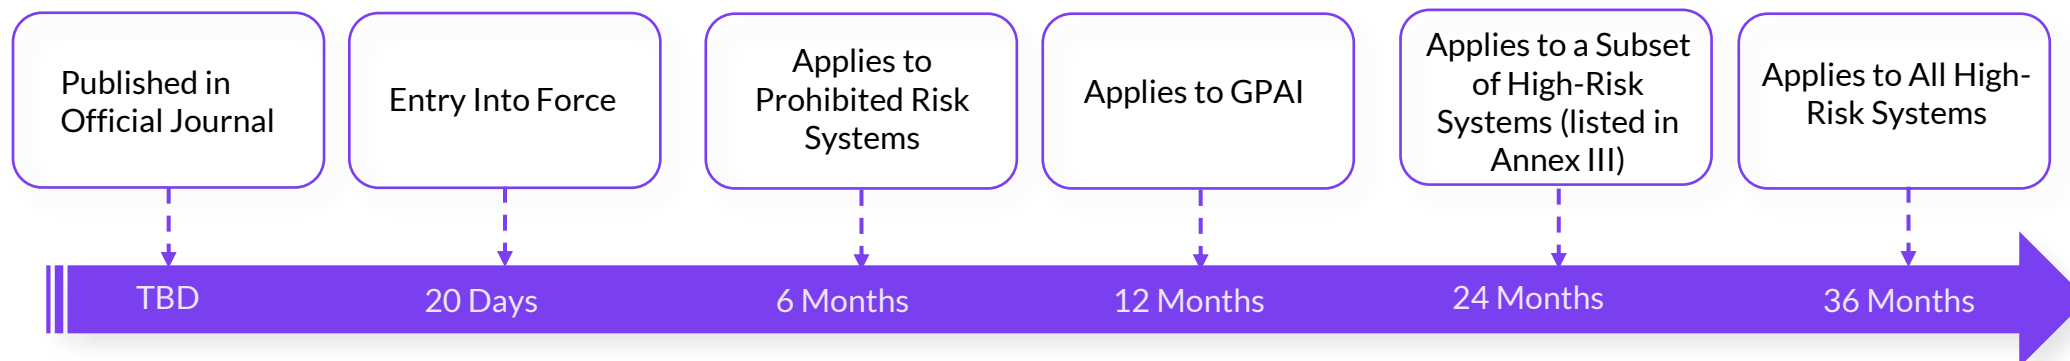 Published in
Official Journal
Entry Into Force
Applies to
Prohibited Risk
Systems
Applies to GPAI
Applies to a Subset
of High-Risk
Systems (listed in
Annex III)
Applies to All High-
Risk Systems
TBD
20 Days
6 Months
12 Months
24 Months
36 Months